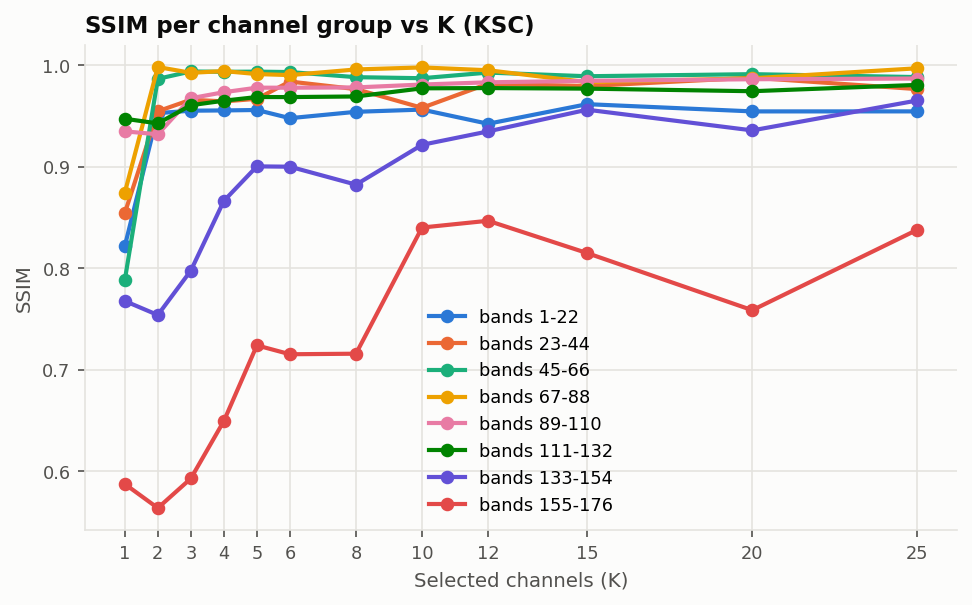 SSIM per channel group vs K (KSC)
1.0
0.9
0.8
0.7
0.6
SSIM
bands 1-22
bands 23-44
bands 45-66
bands 67-88
bands 89-110
bands 111-132
bands 133-154
bands 155-176
1 2 3 4 5 6 8 10 12 15 20 25
Selected channels (K)